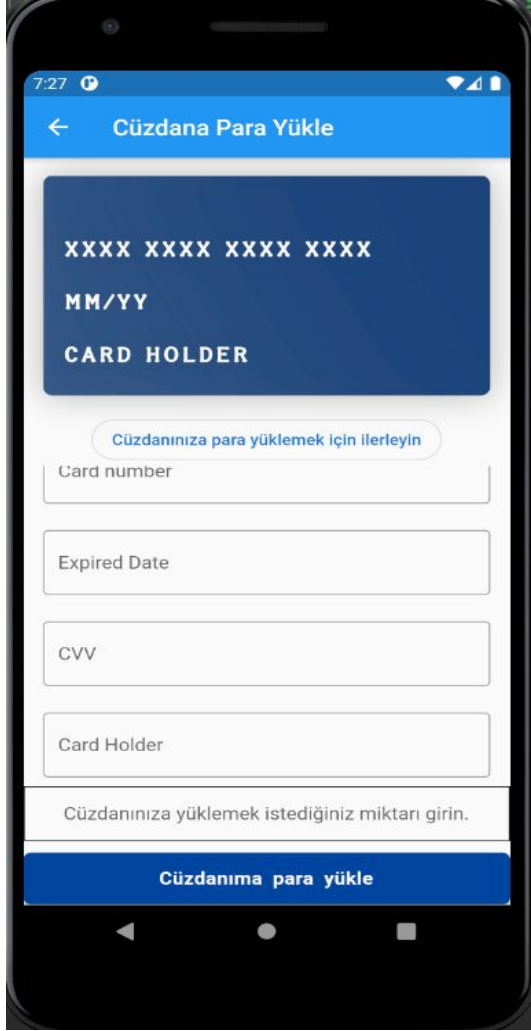 7:27
Cüzdana Para Yükle
XXXX XXXX XXXX XXXX
MM/YY
CARD HOLDER
Cüzdanınıza para yüklemek için ilerleyin
Card number
Expired Date
CVV
Card Holder
Cüzdanınıza yüklemek istediğiniz miktarı girin.
Cüzdanıma para yükle